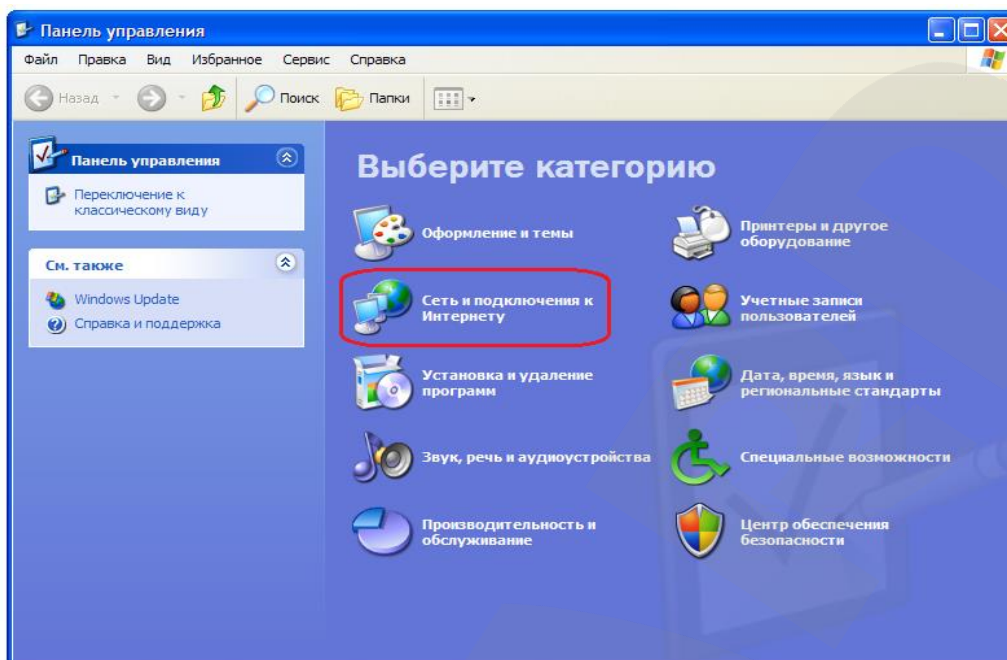 Панель управления
Файл Правка Вид Избранное Сервис Справка
Назад Поиск Папки
Панель управления
Переключение к
классическому виду
См. также
Windows Update
Справка и поддержка
Выберите категорию
Оформление и темы
Принтеры и другое
оборудование
Сеть и подключения к
Интернету
Учетные записи
пользователей
Установка и удаление
программ
Дата, время, язык и
региональные стандарты
Звук, речь и аудиоустройства
Специальные возможности
Производительность и
обслуживание
Центр обеспечения
безопасности